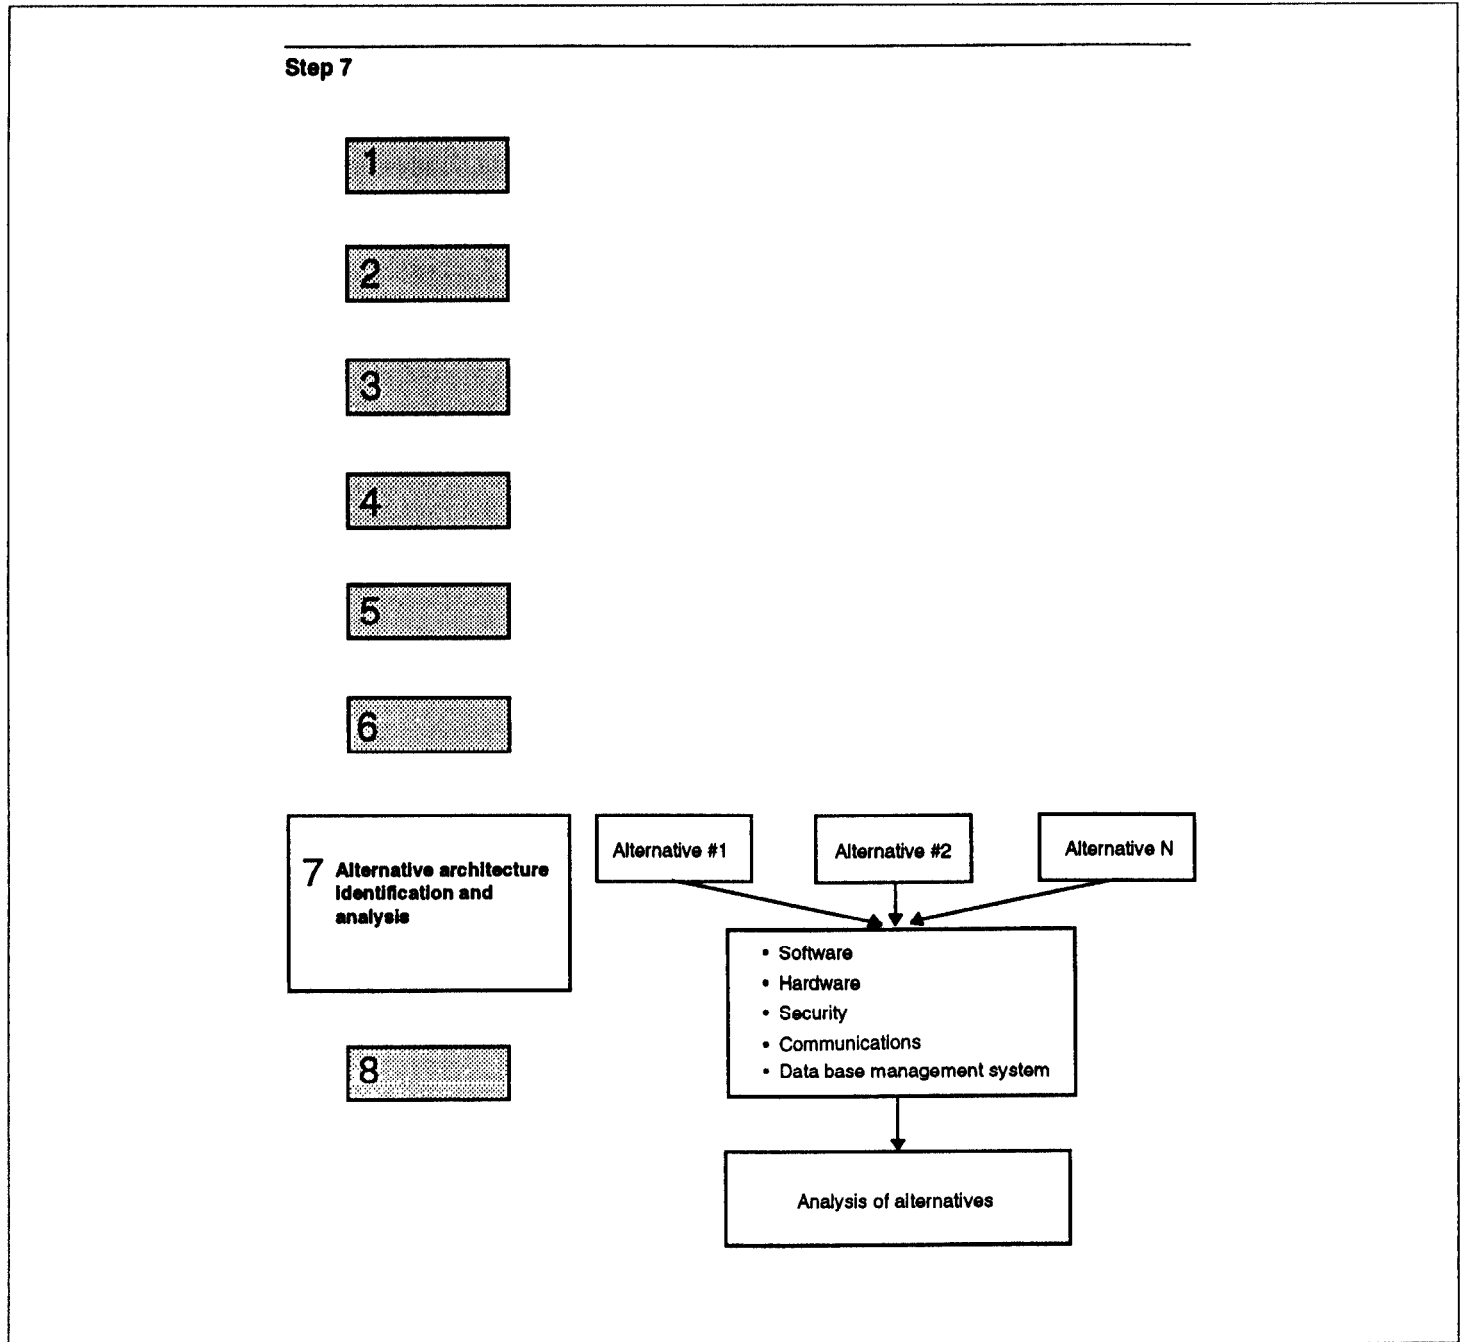 Step 7
1
2
3
4
5
6
7 Alternative architecture
identification and
analysis
Alternative #1
Alternative #2
Alternative N
• Software
• Hardware
• Security
• Communications
• Data base management system
8
Analysis of alternatives